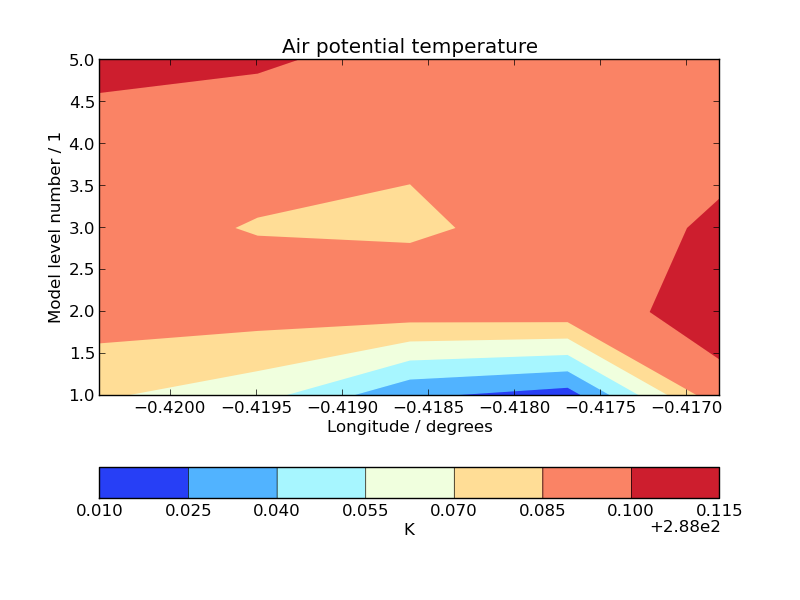 Air potential temperature
5.0
4.5
4.0
3.5
3.0
2.5
2.0
1.5
1.0
Model level number / 1
−0.4200 −0.4195 −0.4190 −0.4185 −0.4180 −0.4175 −0.4170
Longitude / degrees
0.010 0.025 0.040 0.055 0.070 0.085 0.100 0.115
+2.88e2
K